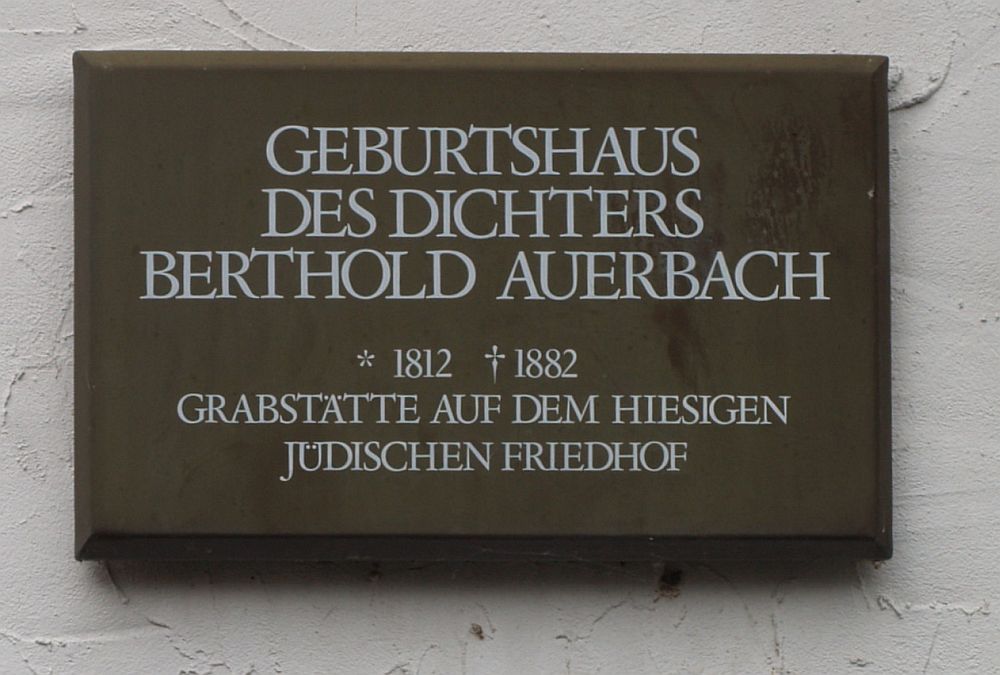 GEBURTSHAUS
DES DICHTERS
BERTHOLD AUERBACH
* 1812 † 1882
GRABSTÄTTE AUF DEM HIESIGEN
JÜDISCHEN FRIEDHOF